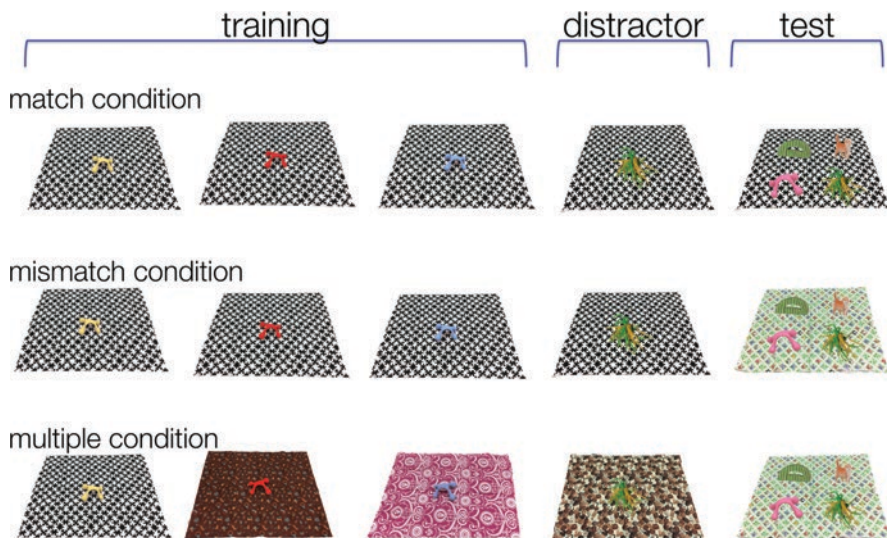 training distractor test
match condition
mismatch condition
multiple condition